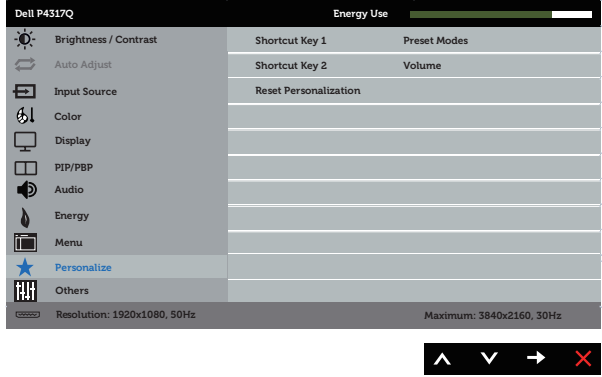 Dell P4317Q Energy Use
Brightness / Contrast Shortcut Key 1 Preset Modes
Auto Adjust Shortcut Key 2 Volume
Input Source Reset Personalization
Color
Display
PIP/PBP
Audio
Energy
Menu
Personalize
Others
Resolution: 1920x1080, 50Hz Maximum: 3840x2160, 30Hz